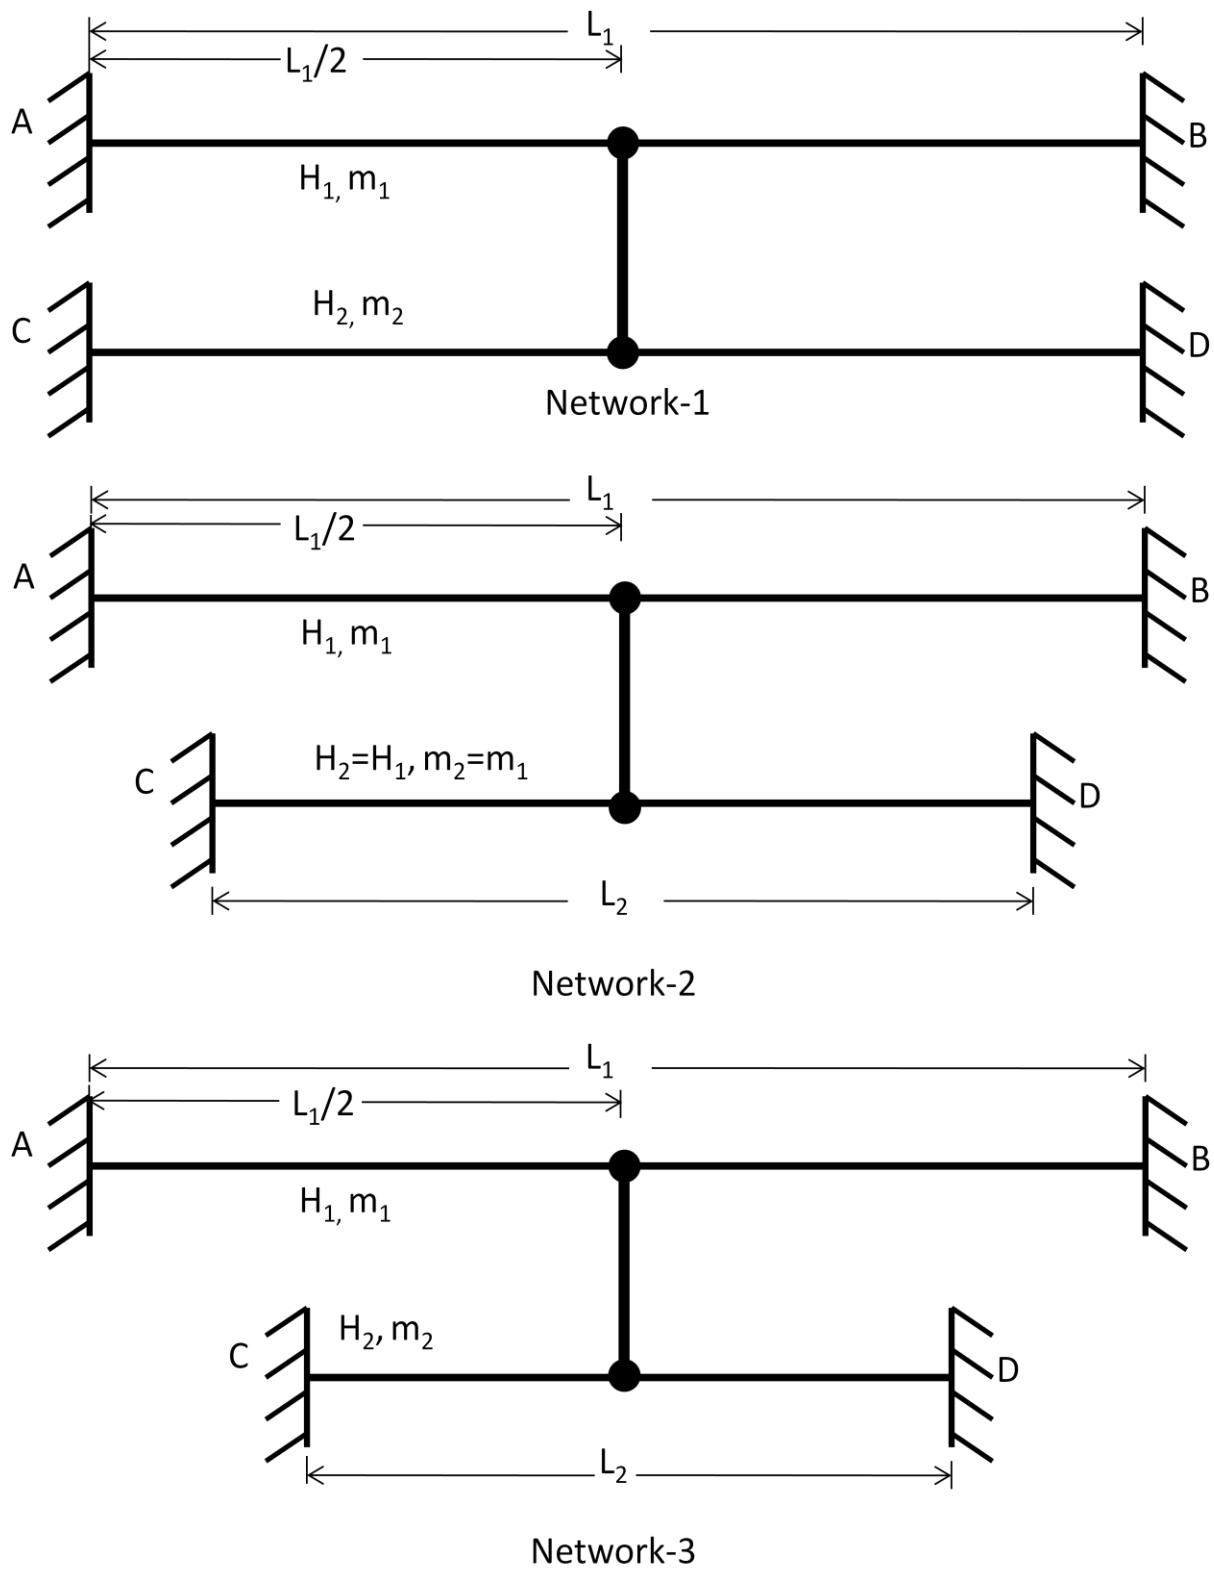 L₁
L₁/2
A
B
H₁, m₁
H₂, m₂
C
D
Network-1
L₁
L₁/2
A
B
H₁, m₁
H₂=H₁, m₂=m₁
C
D
L₂
Network-2
L₁
L₁/2
A
B
H₁, m₁
H₂, m₂
C
D
L₂
Network-3